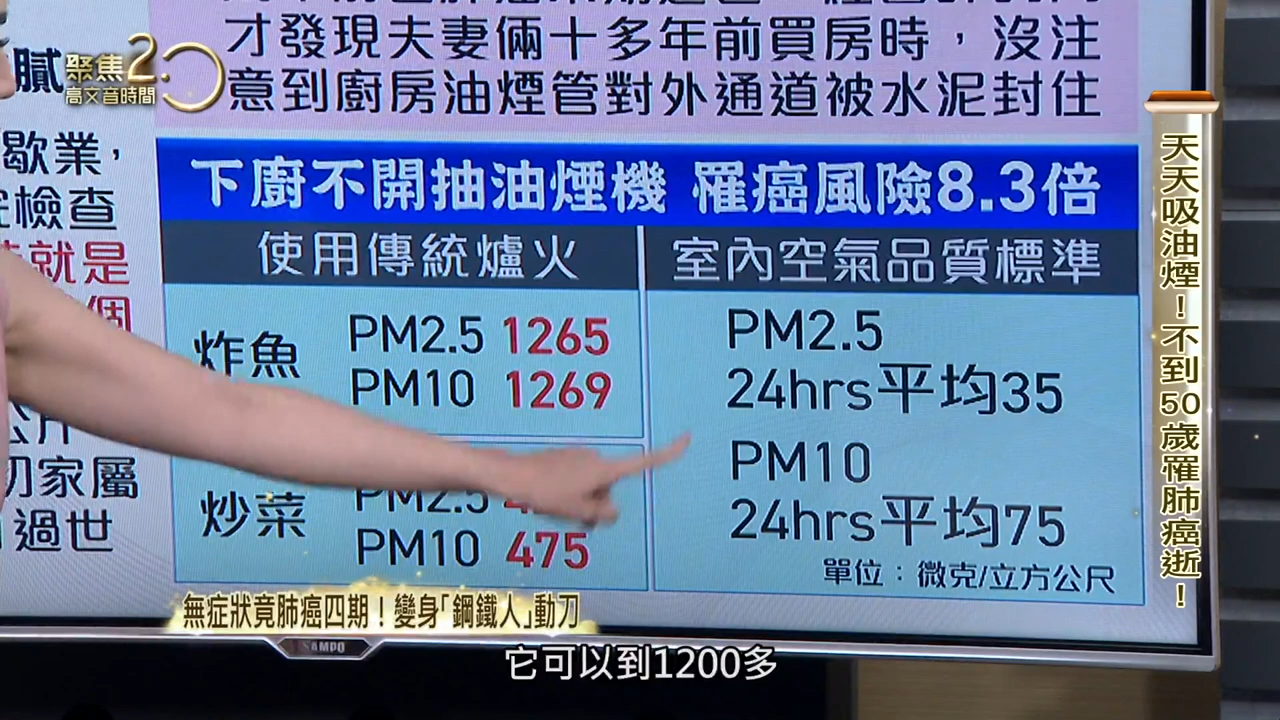 才發現夫妻倆十多年前買房時，沒注
意到廚房油煙管對外通道被水泥封住
膩
聚焦2.0
高文音時間
歇業，
檢查
就是
個
公斤
切家屬
過世
下廚不開抽油煙機 罹癌風險8.3倍
使用傳統爐火
室內空氣品質標準
炸魚
PM2.5 1265
PM10 1269
炒菜
PM2.5
PM10 475
PM2.5
24hrs平均35
PM10
24hrs平均75
單位：微克/立方公尺
天天吸油煙！不到50歲罹肺癌逝！
無症狀竟肺癌四期！變身「鋼鐵人」動刀
SAMPO
它可以到1200多